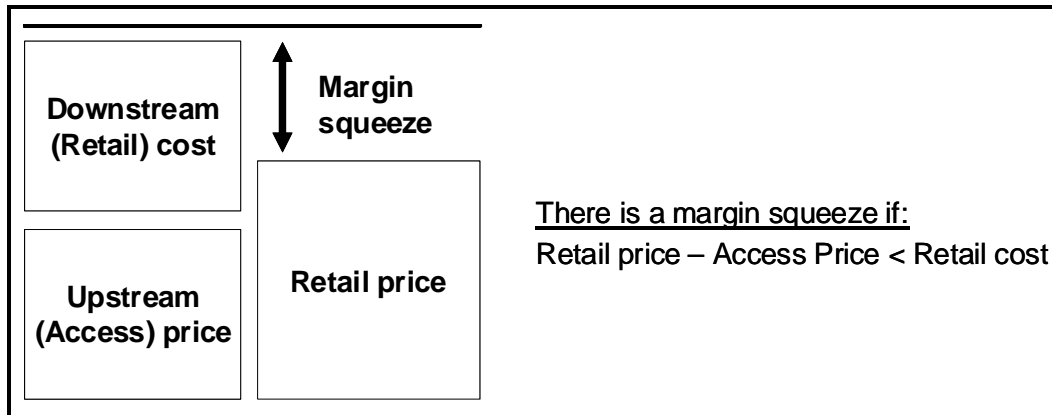 Downstream
(Retail) cost
Margin
squeeze
Upstream
(Access) price
Retail price
There is a margin squeeze if:
Retail price – Access Price < Retail cost